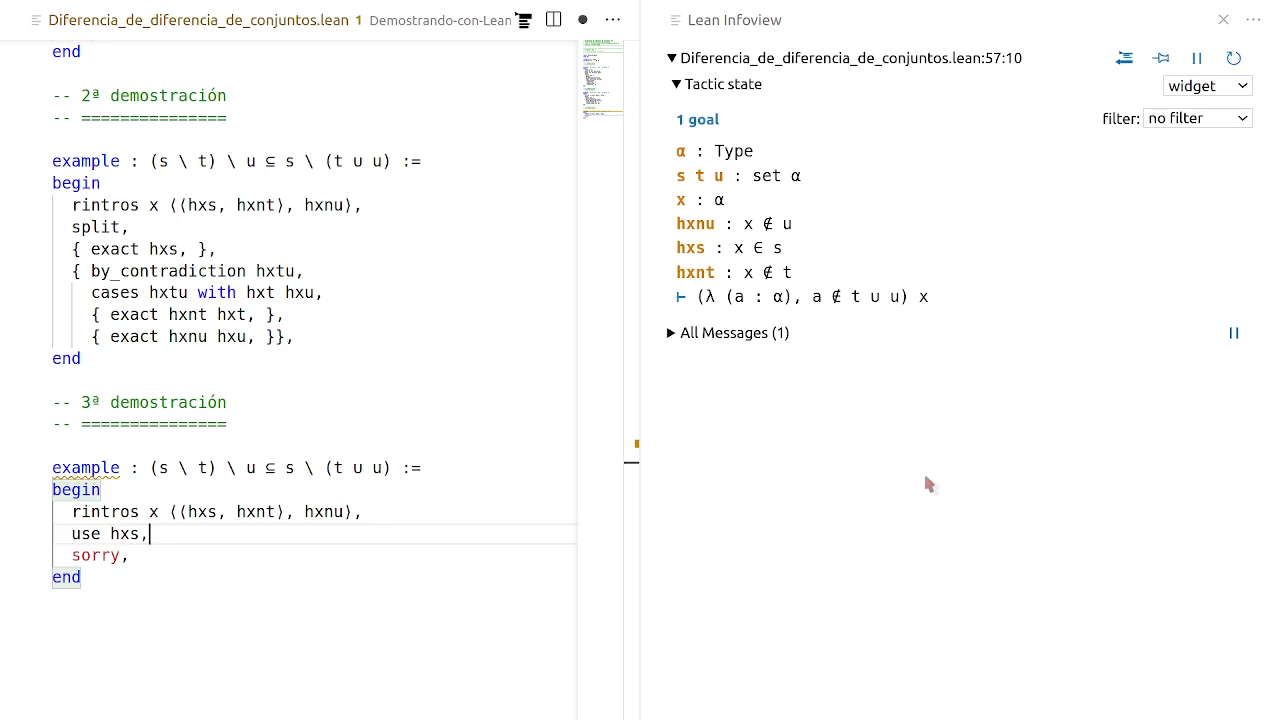 Diferencia_de_diferencia_de_conjuntos.lean 1 Demostrando-con-Lean
end
-- 2ª demostración
-- ===============
example : (s \ t) \ u ⊆ s \ (t ∪ u) :=
begin
rintros x ⟨⟨hxs, hxnt⟩, hxnu⟩,
split,
{ exact hxs, },
{ by_contradiction hxtu,
cases hxtu with hxt hxu,
{ exact hxnt hxt, },
{ exact hxnu hxu, }},
end
-- 3ª demostración
-- ===============
example : (s \ t) \ u ⊆ s \ (t ∪ u) :=
begin
rintros x ⟨⟨hxs, hxnt⟩, hxnu⟩,
use hxs,
sorry,
end
Lean Infoview
Diferencia_de_diferencia_de_conjuntos.lean:57:10
Tactic state
widget
1 goal
filter: no filter
α : Type
s t u : set α
x : α
hxnu : x ∉ u
hxs : x ∈ s
hxnt : x ∉ t
⊢ (λ (a : α), a ∉ t ∪ u) x
All Messages (1)